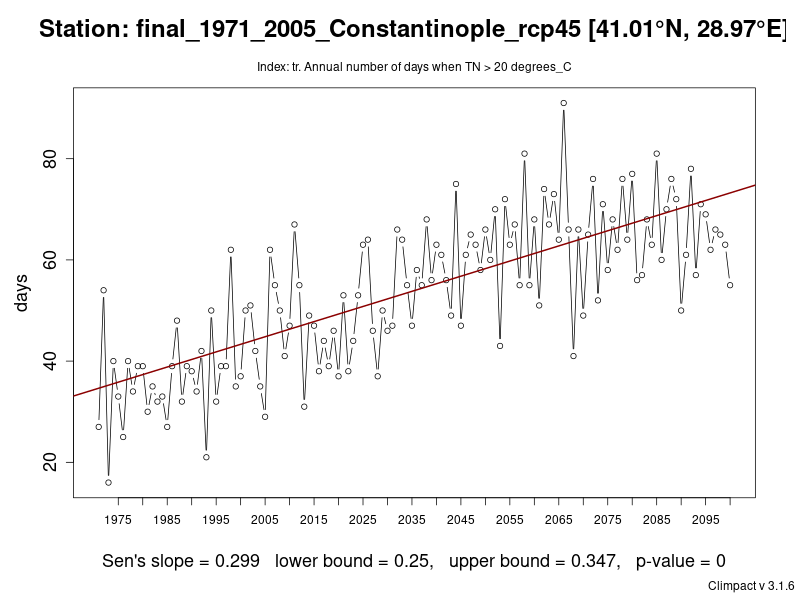 Station: final_1971_2005_Constantinople_rcp45 [41.01°N, 28.97°E]
Index: tr. Annual number of days when TN > 20 degrees_C
days
80
60
40
20
1975 1985 1995 2005 2015 2025 2035 2045 2055 2065 2075 2085 2095
Sen's slope = 0.299 lower bound = 0.25, upper bound = 0.347, p-value = 0
Climpact v 3.1.6